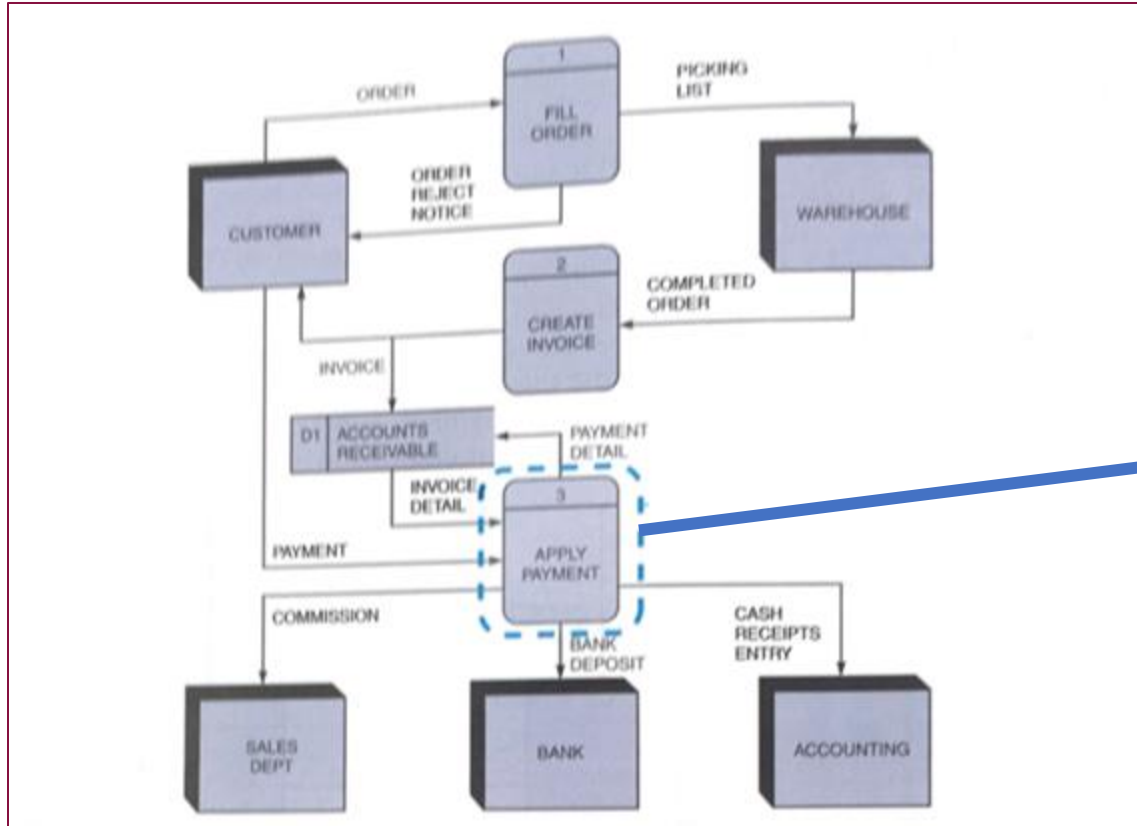 1
FILL
ORDER
ORDER
PICKING
LIST
ORDER
REJECT
NOTICE
CUSTOMER
WAREHOUSE
2
CREATE
INVOICE
COMPLETED
ORDER
INVOICE
D1 ACCOUNTS
RECEIVABLE
PAYMENT
DETAIL
INVOICE
DETAIL
3
APPLY
PAYMENT
PAYMENT
COMMISSION
BANK
DEPOSIT
CASH
RECEIPTS
ENTRY
SALES
DEPT
BANK
ACCOUNTING